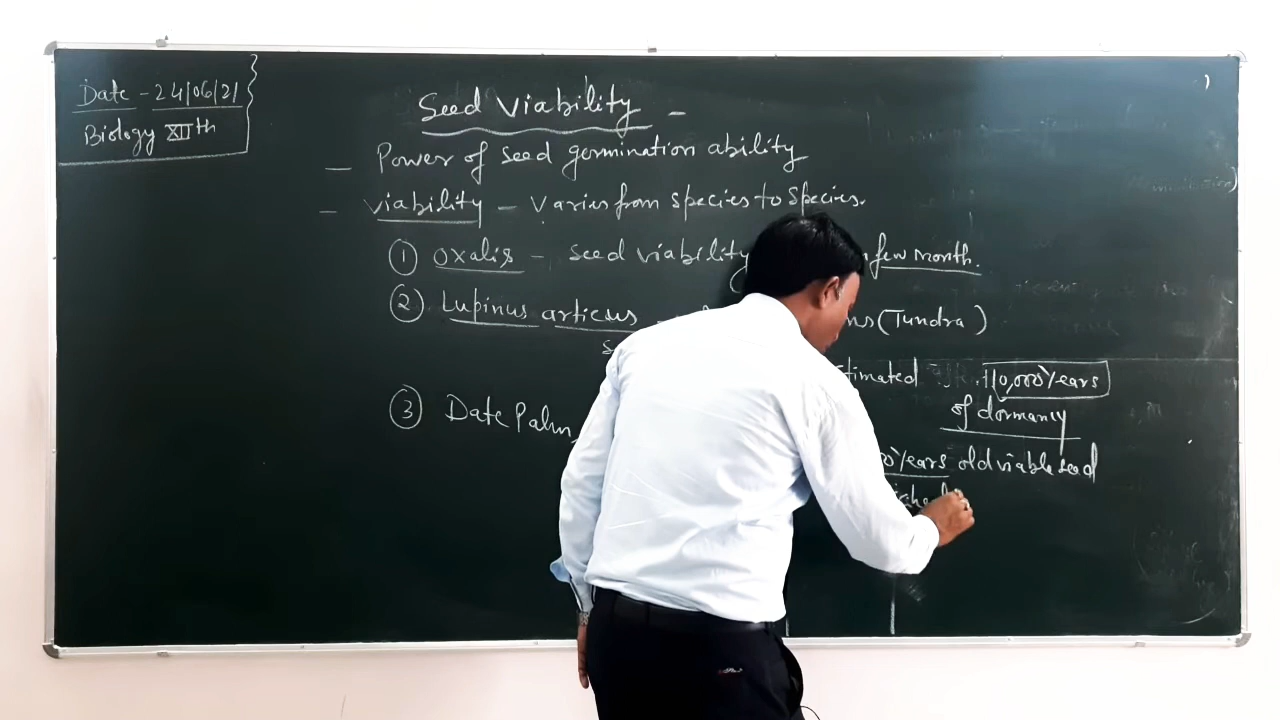 Date - 24/06/21
Biology XIIth
Seed Viability -
- Power of Seed germination ability
- Viability - Varies from Species to Species.
① Oxalis - Seed viability few month.
② Lupinus articus - (Tundra)
timated 10,000 Years
of dormancy
③ Date Palm
Years old viable seed